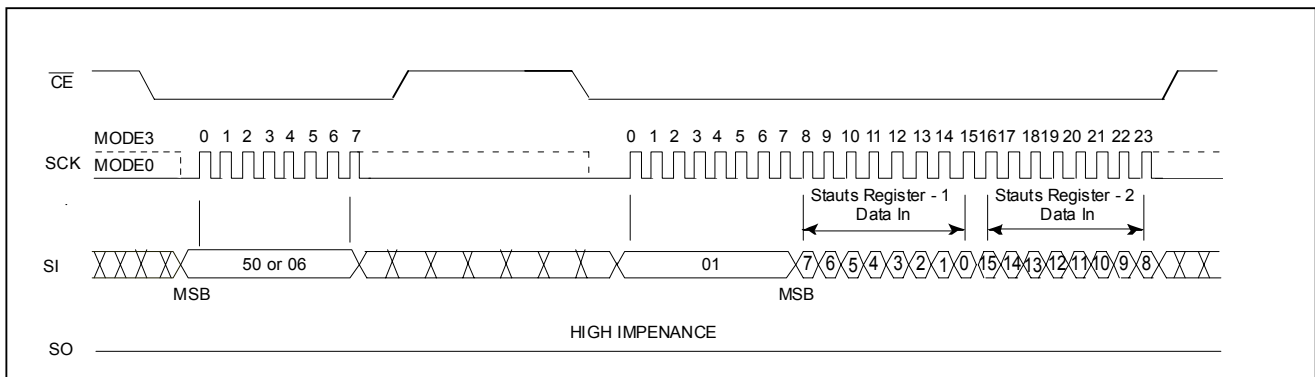 CE
MODE3
0 1 2 3 4 5 6 7
0 1 2 3 4 5 6 7 8 9 10 11 12 13 14 15 16 17 18 19 20 21 22 23
SCK
MODE0
Stauts Register - 1
Data In
Stauts Register - 2
Data In
SI
50 or 06
01
7 6 5 4 3 2 1 0 15 14 13 12 11 10 9 8
MSB
MSB
HIGH IMPENANCE
SO